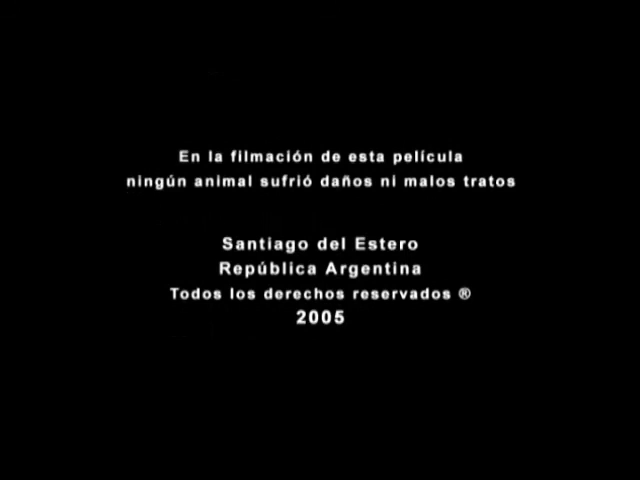 En la filmación de esta película
ningún animal sufrió daños ni malos tratos
Santiago del Estero
República Argentina
Todos los derechos reservados ®
2005